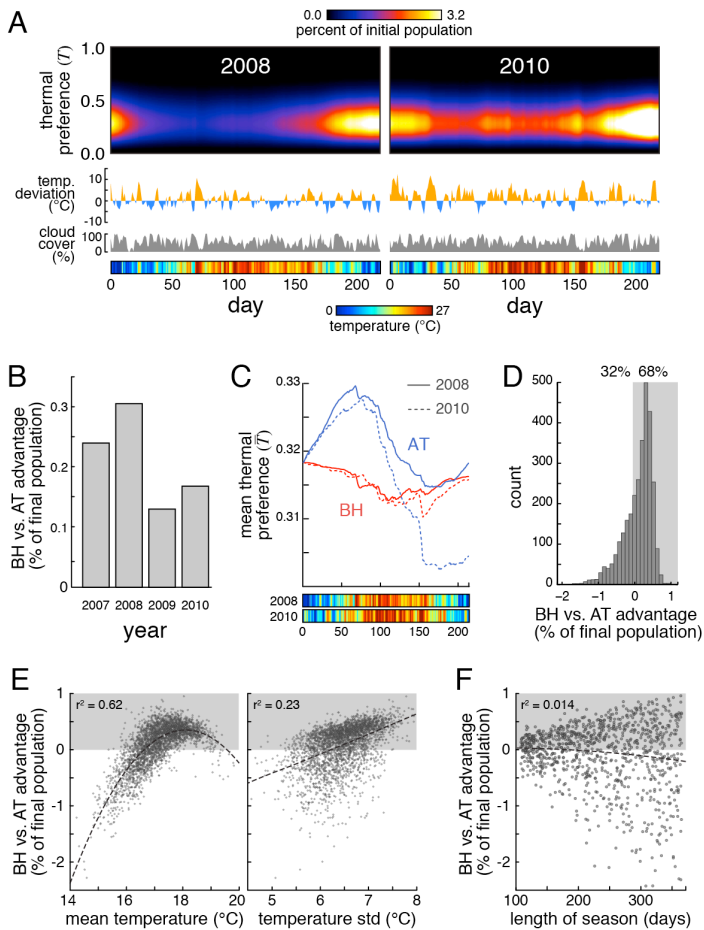 A
0.0 3.2
percent of initial population
thermal
preference (T)
1.0
0.5
0.0
2008
2010
temp.
deviation
(°C)
10
0
-10
cloud
cover
(%)
100
0
0 50 100 150 200
0 50 100 150 200
day
day
0 27
temperature (°C)
B
BH vs. AT advantage
(% of final population)
0.3
0.2
0.1
0
2007 2008 2009 2010
year
C
mean thermal
preference (T̅)
0.33
0.32
0.31
2008
2010
AT
BH
2008
2010
0 50 100 150 200
D
32% 68%
count
500
400
300
200
100
0
-2 -1 0 1
BH vs. AT advantage
(% of final population)
E
BH vs. AT advantage
(% of final population)
1
0
-1
-2
r² = 0.62
14 16 18 20
mean temperature (°C)
r² = 0.23
5 6 7 8
temperature std (°C)
F
BH vs. AT advantage
(% of final population)
1
0
-1
-2
r² = 0.014
100 200 300
length of season (days)